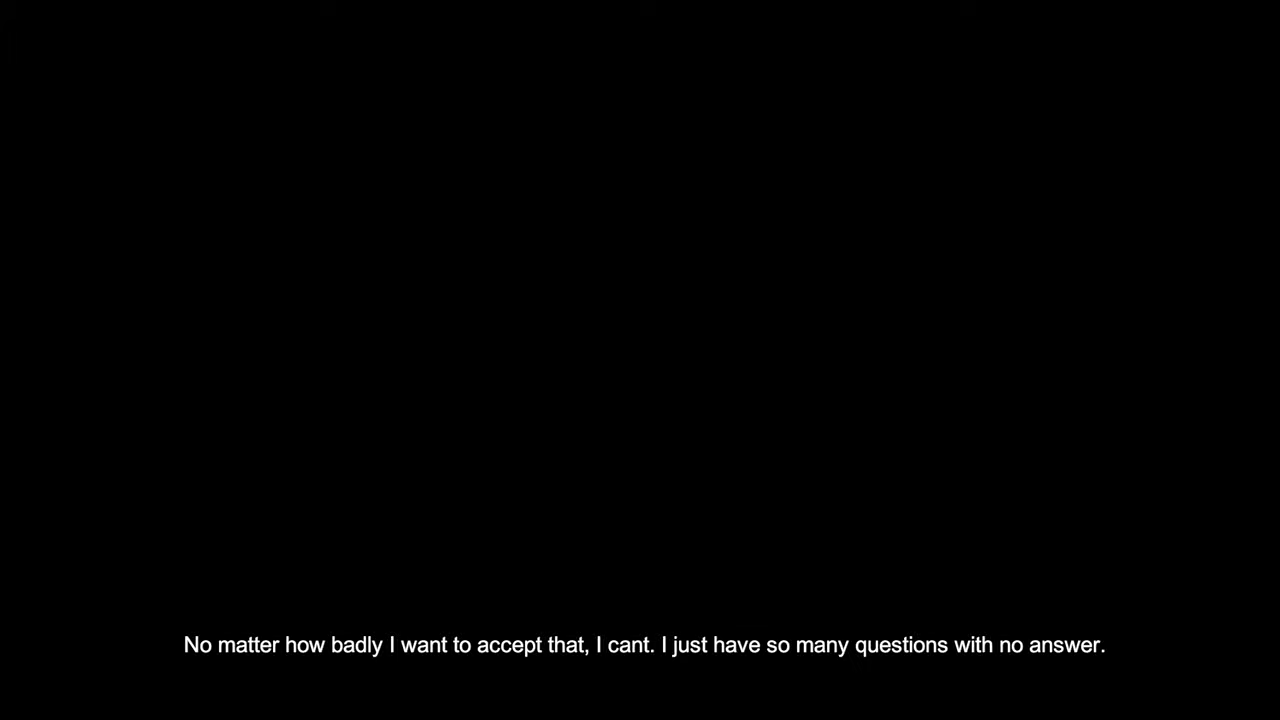 No matter how badly I want to accept that, I cant. I just have so many questions with no answer.